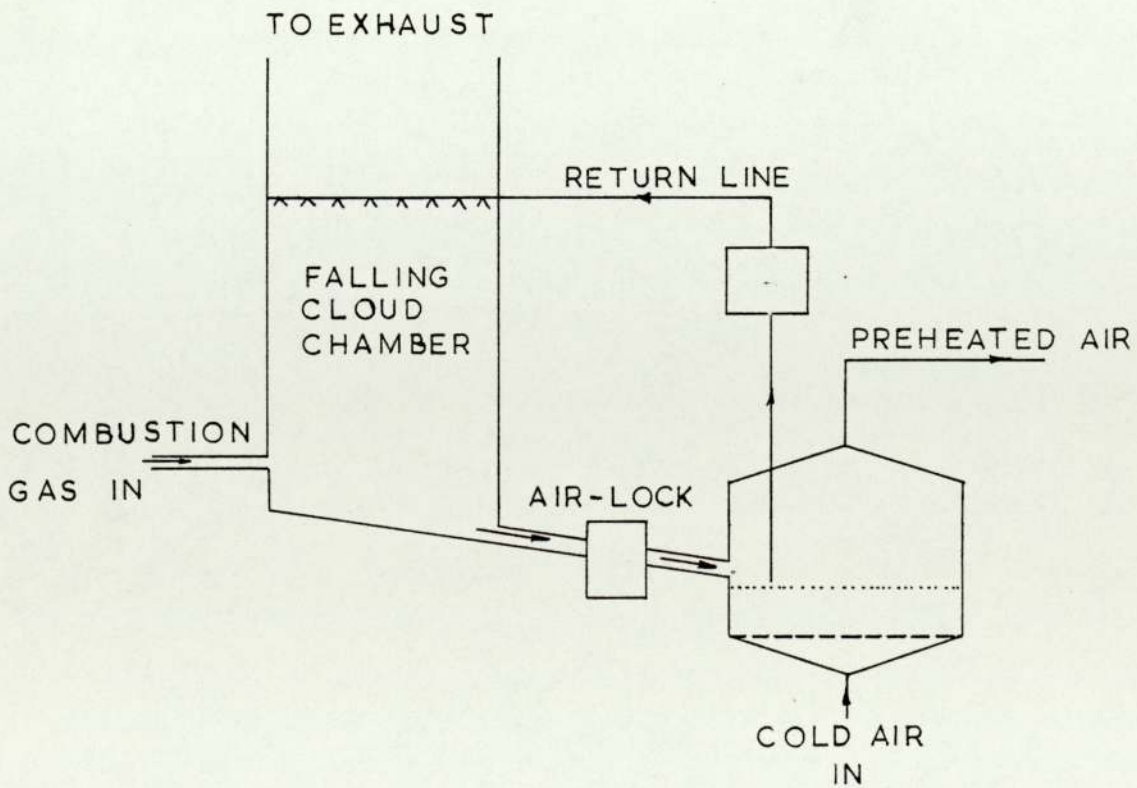 TO EXHAUST
RETURN LINE
FALLING
CLOUD
CHAMBER
PREHEATED AIR
COMBUSTION
GAS IN
AIR-LOCK
COLD AIR
IN